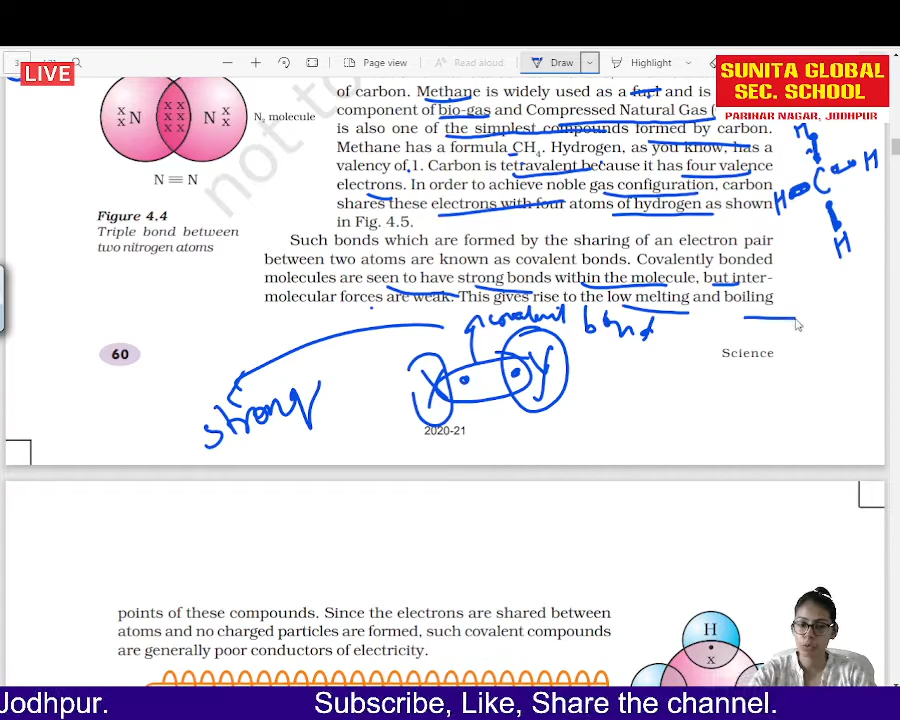 LIVE
Page view
Read aloud
Draw
Highlight
SUNITA GLOBAL
SEC. SCHOOL
PARIHAR NAGAR, JODHPUR
of carbon. Methane is widely used as a fuel and is
component of bio-gas and Compressed Natural Gas (
is also one of the simplest compounds formed by carbon.
Methane has a formula CH₄. Hydrogen, as you know, has a
valency of 1. Carbon is tetravalent because it has four valence
electrons. In order to achieve noble gas configuration, carbon
shares these electrons with four atoms of hydrogen as shown
in Fig. 4.5.
x x N x x x x x x N x x
N₂ molecule
N ≡ N
not to
Figure 4.4
Triple bond between
two nitrogen atoms
H
C H
H
H
Such bonds which are formed by the sharing of an electron pair
between two atoms are known as covalent bonds. Covalently bonded
molecules are seen to have strong bonds within the molecule, but inter-
molecular forces are weak. This gives rise to the low melting and boiling
covalent bond
X Y
strong
60
Science
2020-21
points of these compounds. Since the electrons are shared between
atoms and no charged particles are formed, such covalent compounds
are generally poor conductors of electricity.
H
x
Jodhpur.
Subscribe, Like, Share the channel.